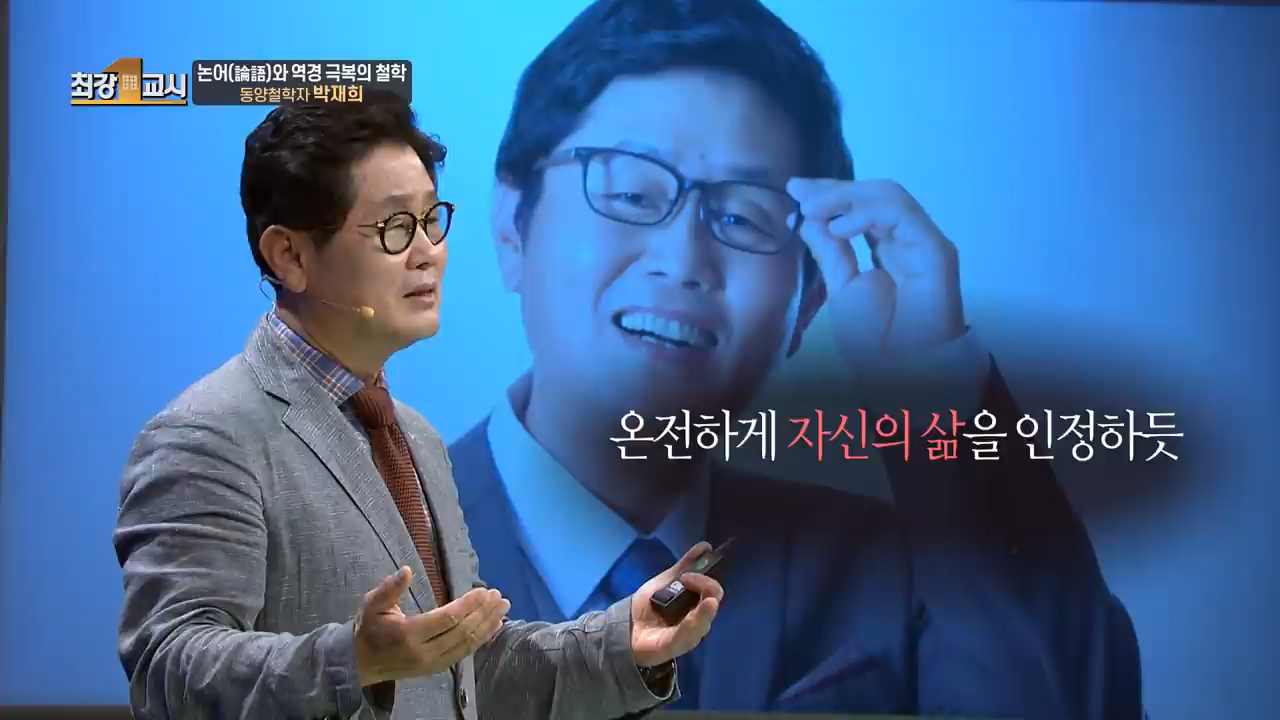 최강1교시
논어(論語)와 역경 극복의 철학
동양철학자 박재희
온전하게 자신의 삶을 인정하듯